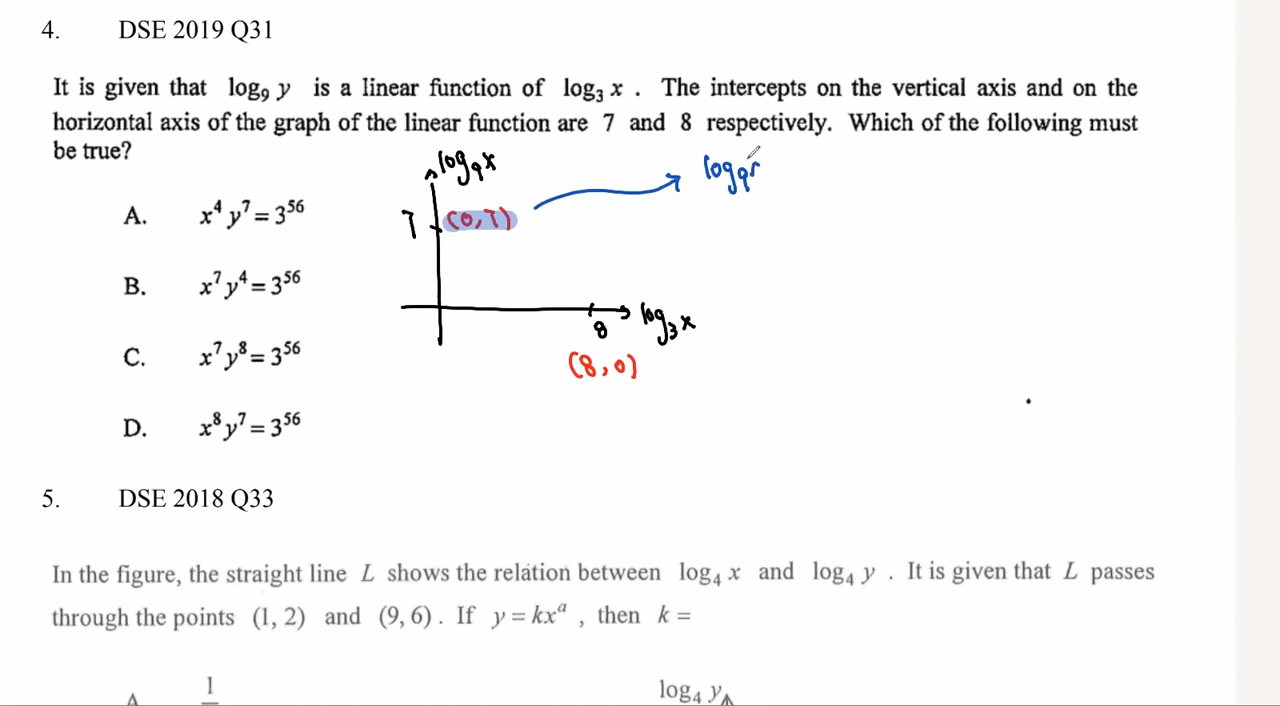 4. DSE 2019 Q31
It is given that log₉ y is a linear function of log₃ x . The intercepts on the vertical axis and on the
horizontal axis of the graph of the linear function are 7 and 8 respectively. Which of the following must
be true?
log₉x
log₉
7
(0,7)
A. x⁴y⁷ = 3⁵⁶
B. x⁷y⁴ = 3⁵⁶
8
log₃x
(8,0)
C. x⁷y⁸ = 3⁵⁶
D. x⁸y⁷ = 3⁵⁶
5. DSE 2018 Q33
In the figure, the straight line L shows the relation between log₄ x and log₄ y . It is given that L passes
through the points (1, 2) and (9, 6) . If y = kxᵃ , then k =
1
log₄ y